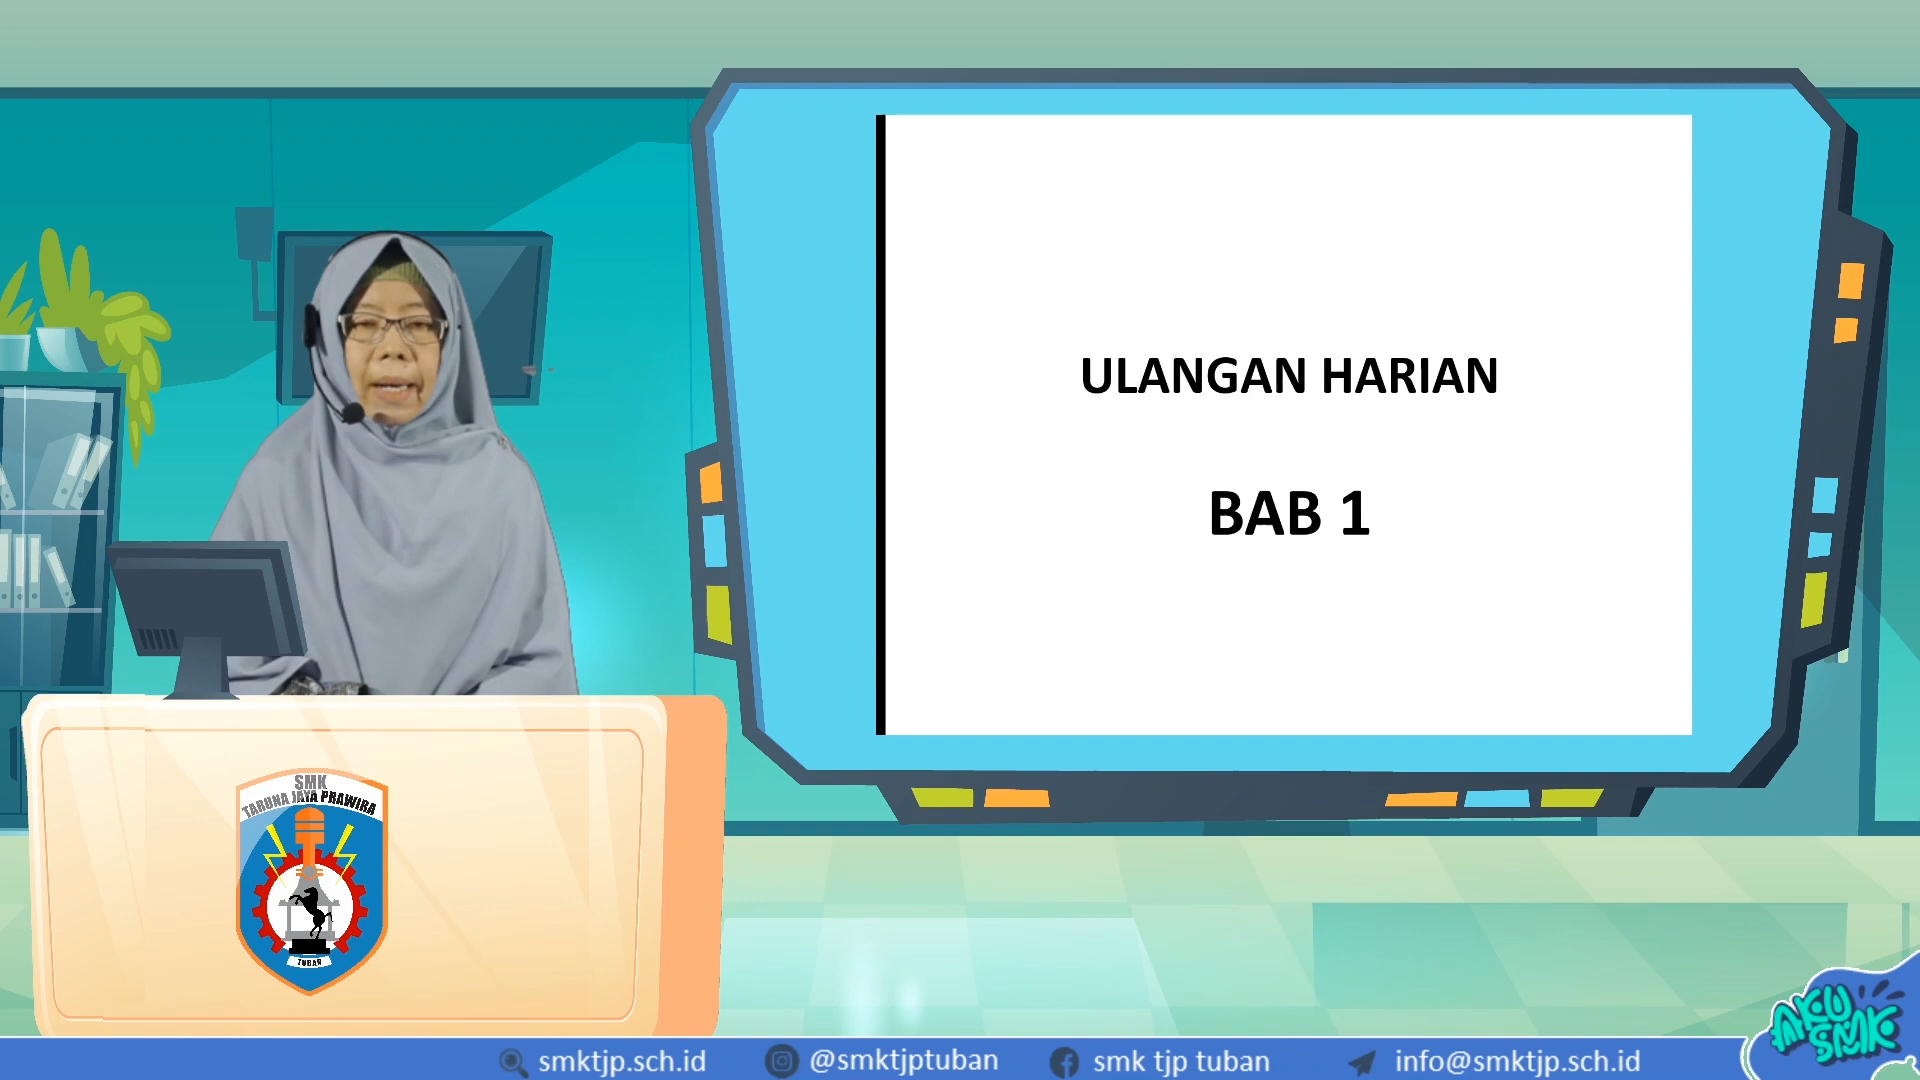 ULANGAN HARIAN
BAB 1
SMK
TARUNA JAYA PRAWIRA
TUBAN
smktjp.sch.id
@smktjptuban
smk tjp tuban
info@smktjp.sch.id
AKU
SMK